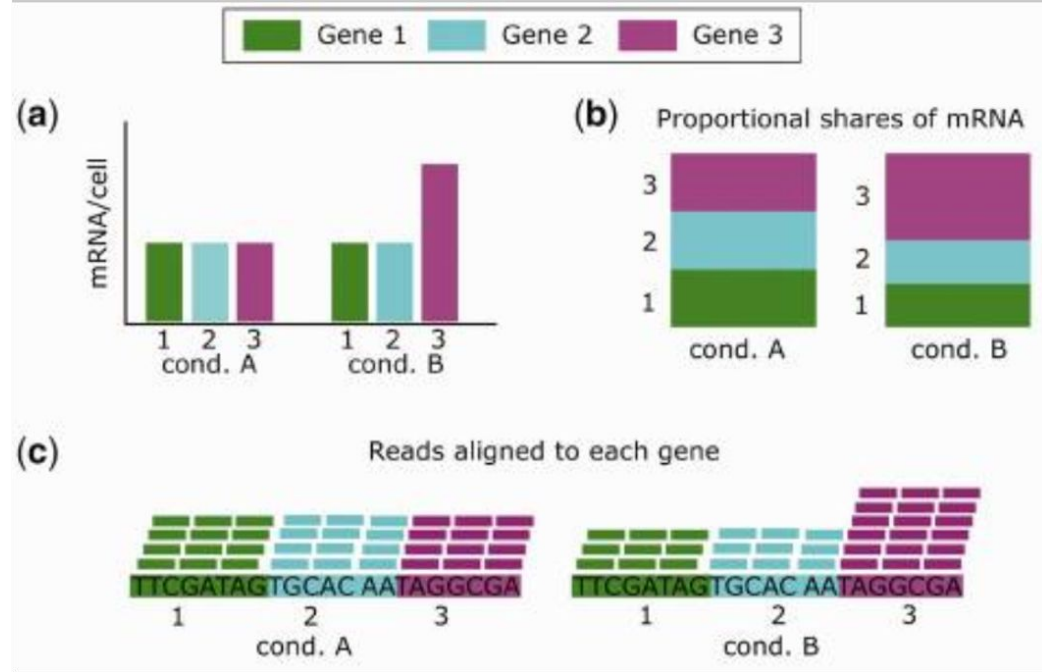 Gene 1 Gene 2 Gene 3
(a)
mRNA/cell
1 2 3 1 2 3
cond. A cond. B
(b) Proportional shares of mRNA
3
2
1
cond. A
3
2
1
cond. B
(c) Reads aligned to each gene
TTCGATAGTGCAC AATAGGCGA
1 2 3
cond. A
TTCGATAGTGCAC AATAGGCGA
1 2 3
cond. B